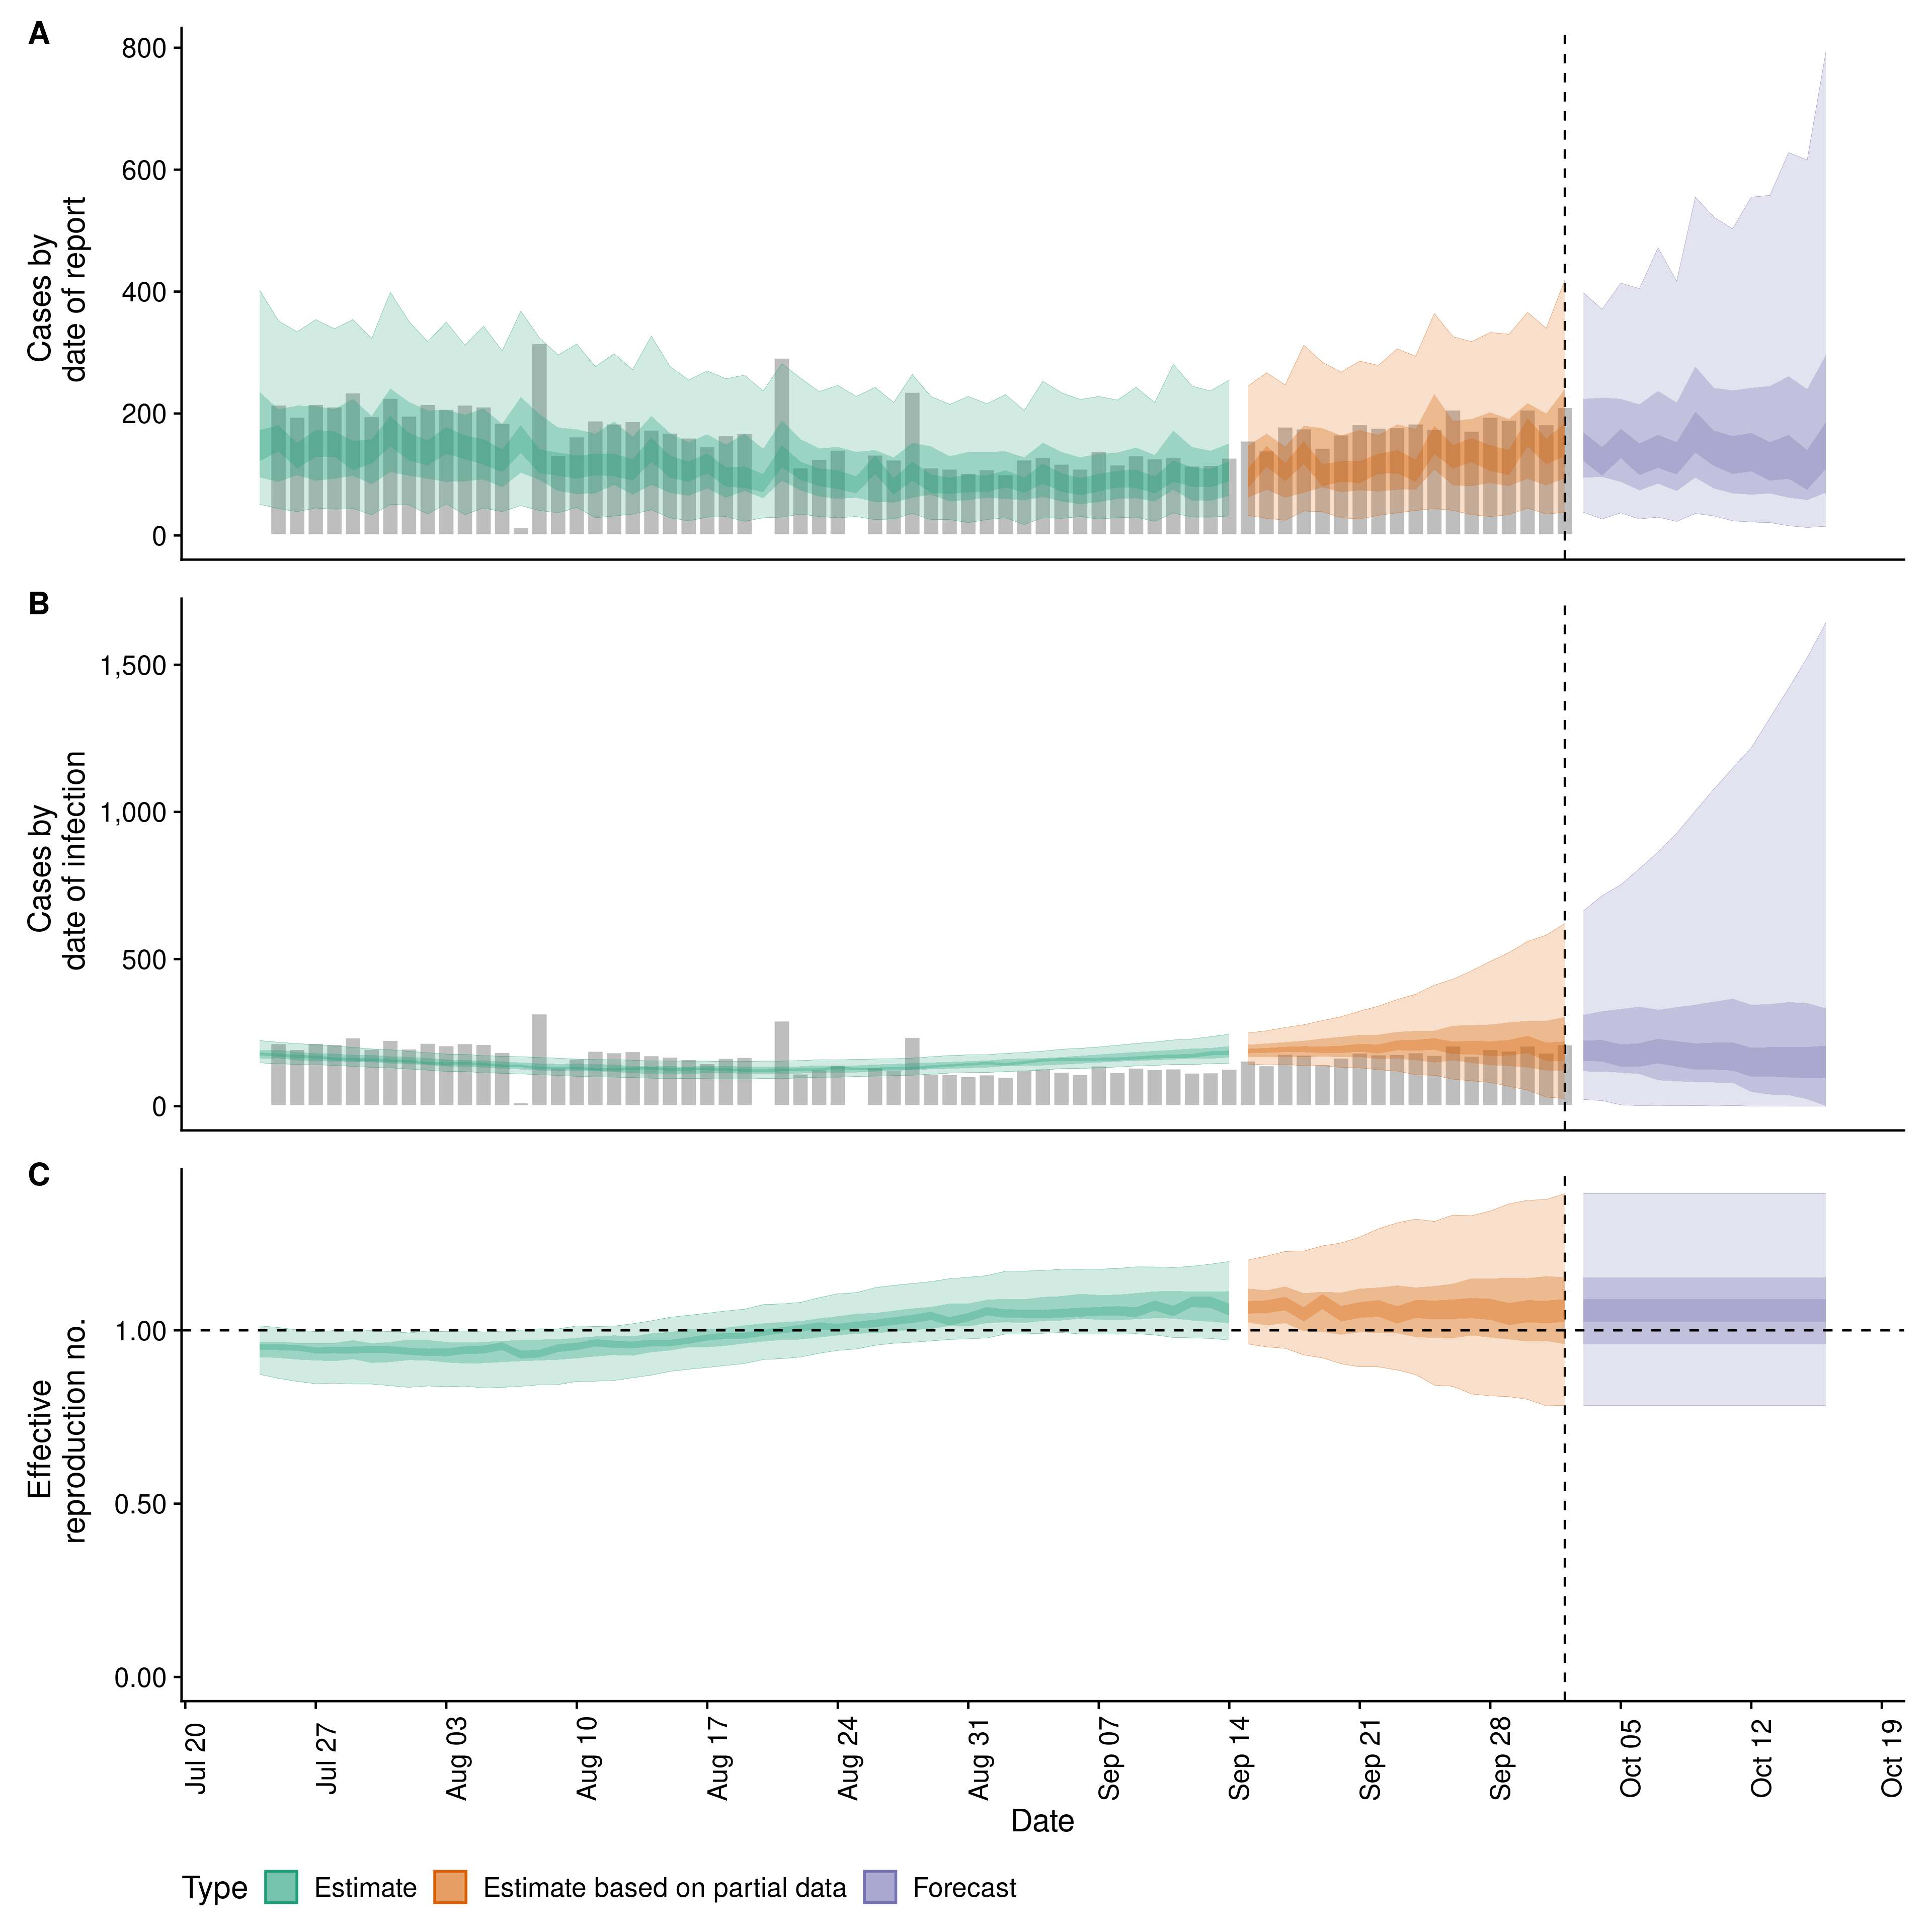 A
800
600
400
200
0
Cases by
date of report
B
1,500
1,000
500
0
Cases by
date of infection
C
1.00
0.50
0.00
Effective
reproduction no.
Jul 20
Jul 27
Aug 03
Aug 10
Aug 17
Aug 24
Aug 31
Sep 07
Sep 14
Sep 21
Sep 28
Oct 05
Oct 12
Oct 19
Date
Type Estimate Estimate based on partial data Forecast